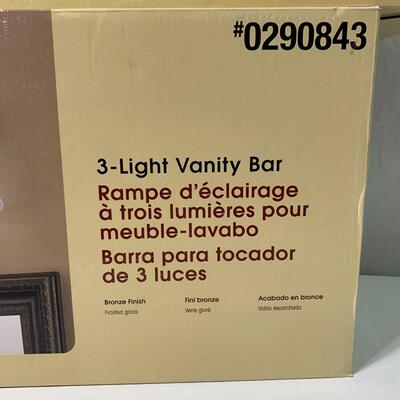 #0290843
3-Light Vanity Bar
Rampe d'éclairage
à trois lumières pour
meuble-lavabo
Barra para tocador
de 3 luces
Bronze Finish
Frosted glass
Fini bronze
Verre givré
Acabado en bronce
Vidrio escarchado